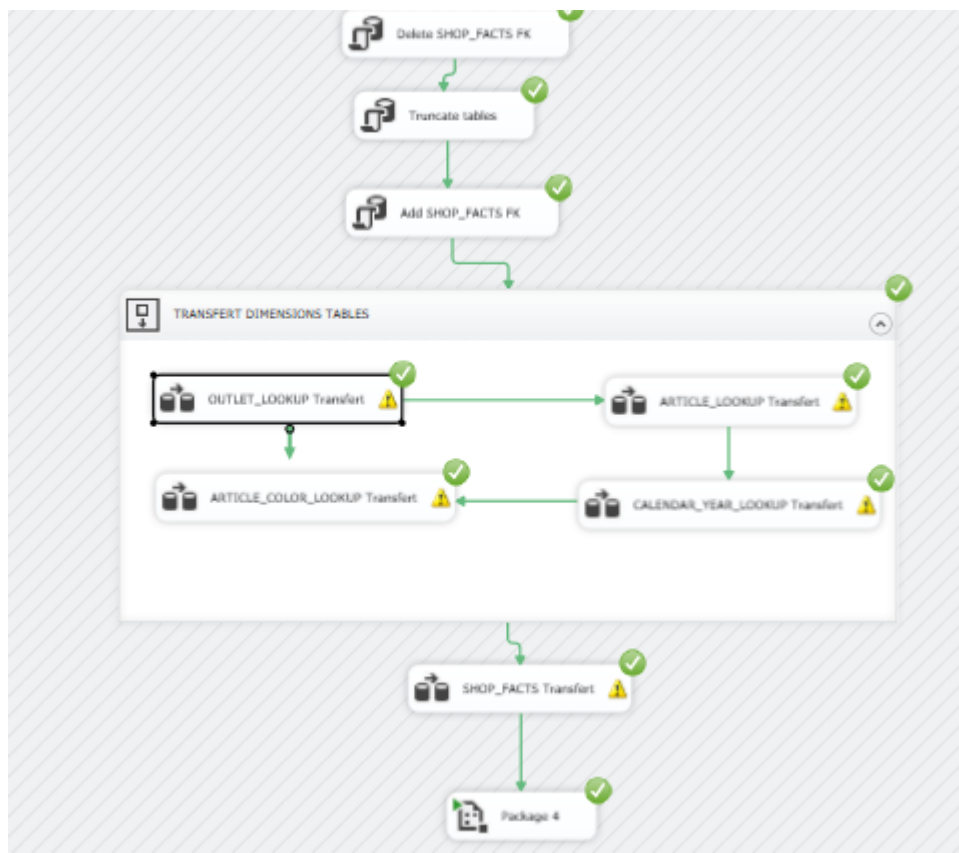 Delete SHOP_FACTS FK
Truncate tables
Add SHOP_FACTS FK
TRANSFERT DIMENSIONS TABLES
OUTLET_LOOKUP Transfert
ARTICLE_LOOKUP Transfert
ARTICLE_COLOR_LOOKUP Transfert
CALENDAR_YEAR_LOOKUP Transfert
SHOP_FACTS Transfert
Package 4